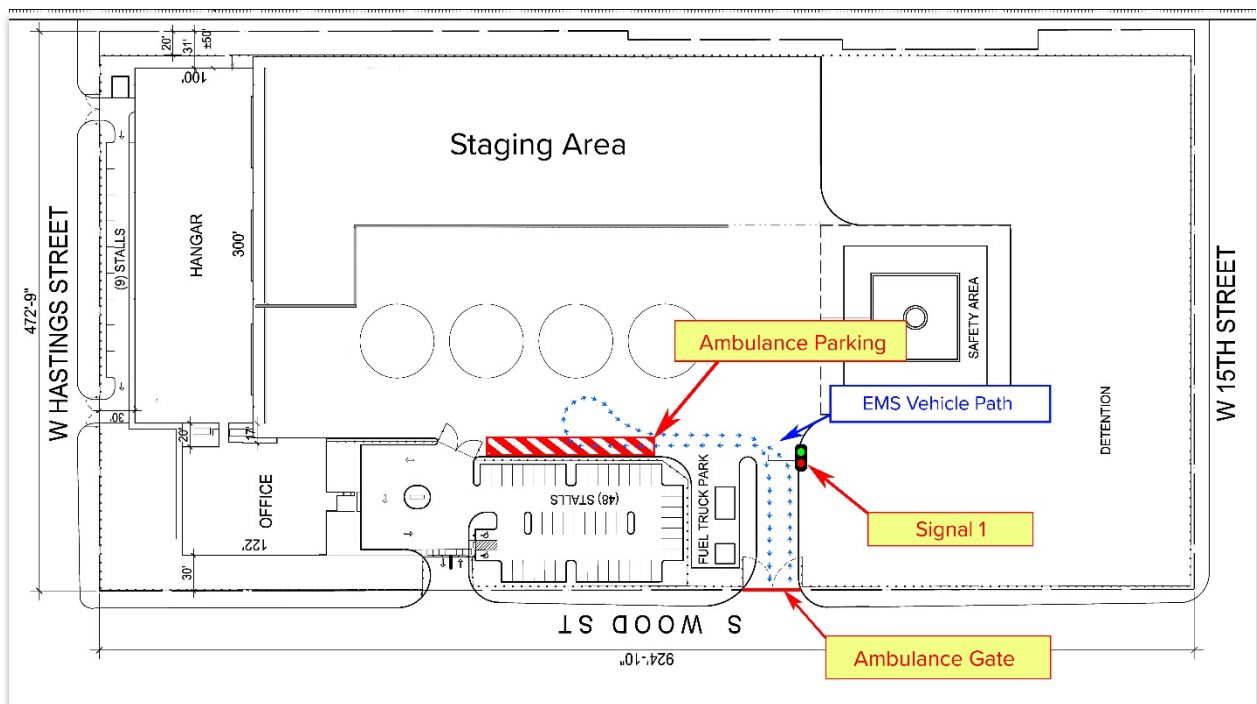 20'
31'
±50'
100'
Staging Area
W HASTINGS STREET
472'-9"
(9) STALLS
HANGAR
300'
30'
20'
17'
Ambulance Parking
SAFETY AREA
EMS Vehicle Path
DETENTION
W 15TH STREET
OFFICE
122'
30'
(48) STALLS
FUEL TRUCK PARK
Signal 1
S WOOD ST
924'-10"
Ambulance Gate